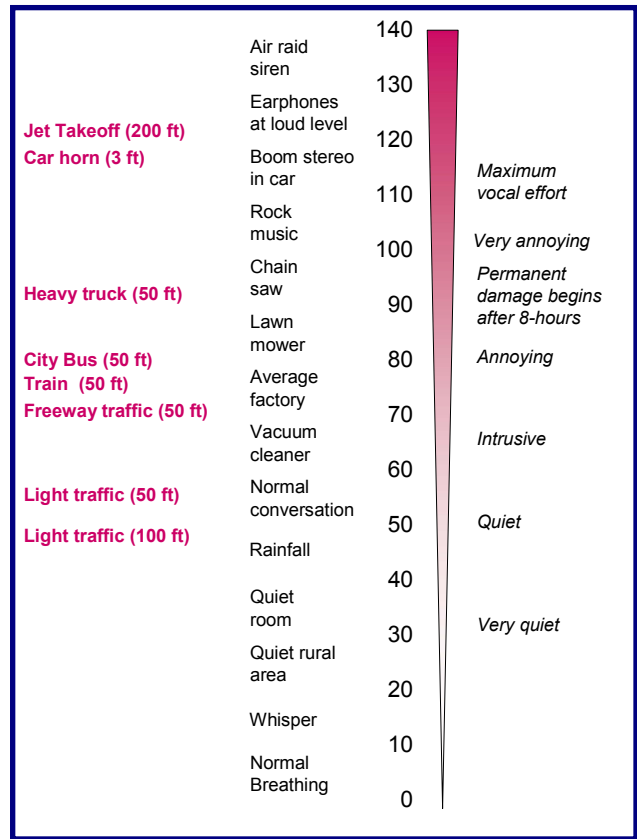 Jet Takeoff (200 ft)
Car horn (3 ft)
Heavy truck (50 ft)
City Bus (50 ft)
Train (50 ft)
Freeway traffic (50 ft)
Light traffic (50 ft)
Light traffic (100 ft)
Air raid
siren
Earphones
at loud level
Boom stereo
in car
Rock
music
Chain
saw
Lawn
mower
Average
factory
Vacuum
cleaner
Normal
conversation
Rainfall
Quiet
room
Quiet rural
area
Whisper
Normal
Breathing
140
130
120
110
100
90
80
70
60
50
40
30
20
10
0
Maximum
vocal effort
Very annoying
Permanent
damage begins
after 8-hours
Annoying
Intrusive
Quiet
Very quiet